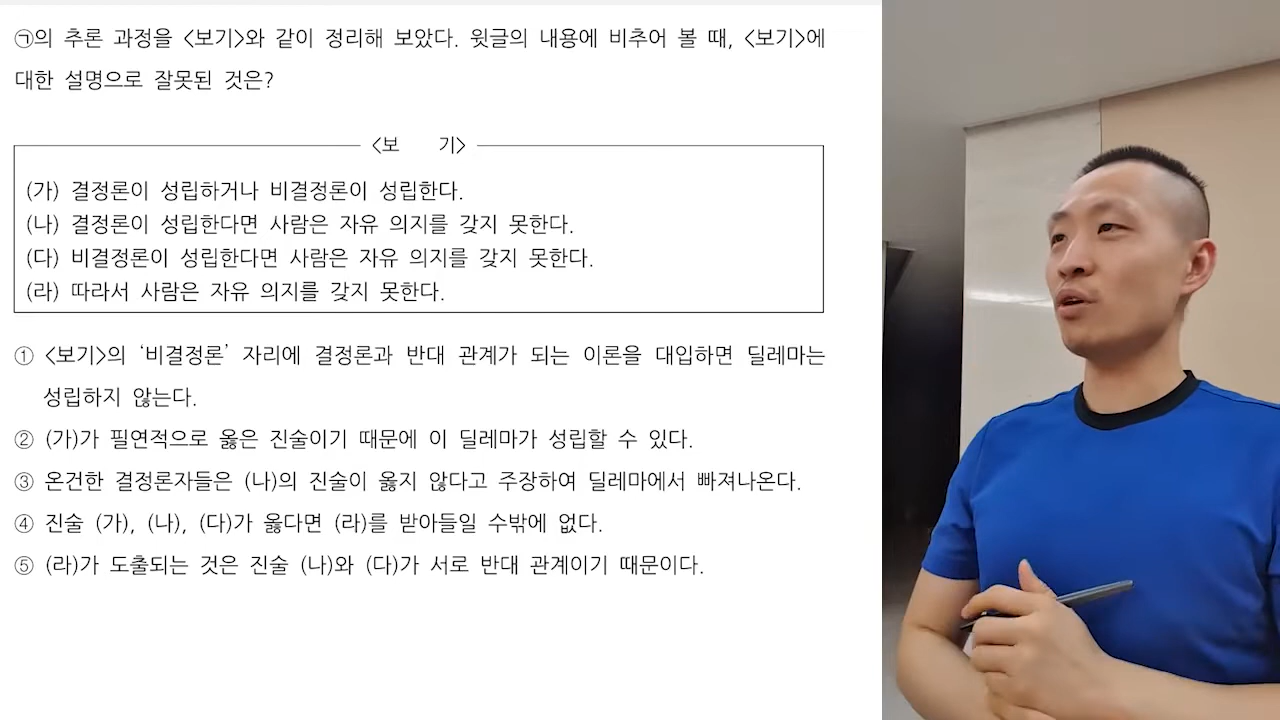 ㉠의 추론 과정을 <보기>와 같이 정리해 보았다. 윗글의 내용에 비추어 볼 때, <보기>에
대한 설명으로 잘못된 것은?
<보 기>
(가) 결정론이 성립하거나 비결정론이 성립한다.
(나) 결정론이 성립한다면 사람은 자유 의지를 갖지 못한다.
(다) 비결정론이 성립한다면 사람은 자유 의지를 갖지 못한다.
(라) 따라서 사람은 자유 의지를 갖지 못한다.
① <보기>의 ‘비결정론’ 자리에 결정론과 반대 관계가 되는 이론을 대입하면 딜레마는
성립하지 않는다.
② (가)가 필연적으로 옳은 진술이기 때문에 이 딜레마가 성립할 수 있다.
③ 온건한 결정론자들은 (나)의 진술이 옳지 않다고 주장하여 딜레마에서 빠져나온다.
④ 진술 (가), (나), (다)가 옳다면 (라)를 받아들일 수밖에 없다.
⑤ (라)가 도출되는 것은 진술 (나)와 (다)가 서로 반대 관계이기 때문이다.